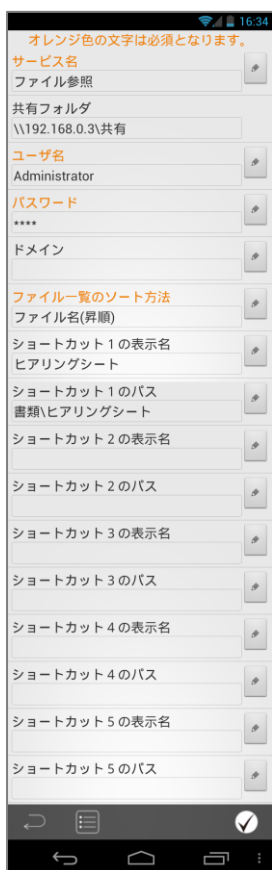 16:34
オレンジ色の文字は必須となります。
サービス名
ファイル参照
共有フォルダ
\\192.168.0.3\共有
ユーザ名
Administrator
パスワード
****
ドメイン
ファイル一覧のソート方法
ファイル名(昇順)
ショートカット1の表示名
ヒアリングシート
ショートカット1のパス
書類\ヒアリングシート
ショートカット2の表示名
ショートカット2のパス
ショートカット3の表示名
ショートカット3のパス
ショートカット4の表示名
ショートカット4のパス
ショートカット5の表示名
ショートカット5のパス